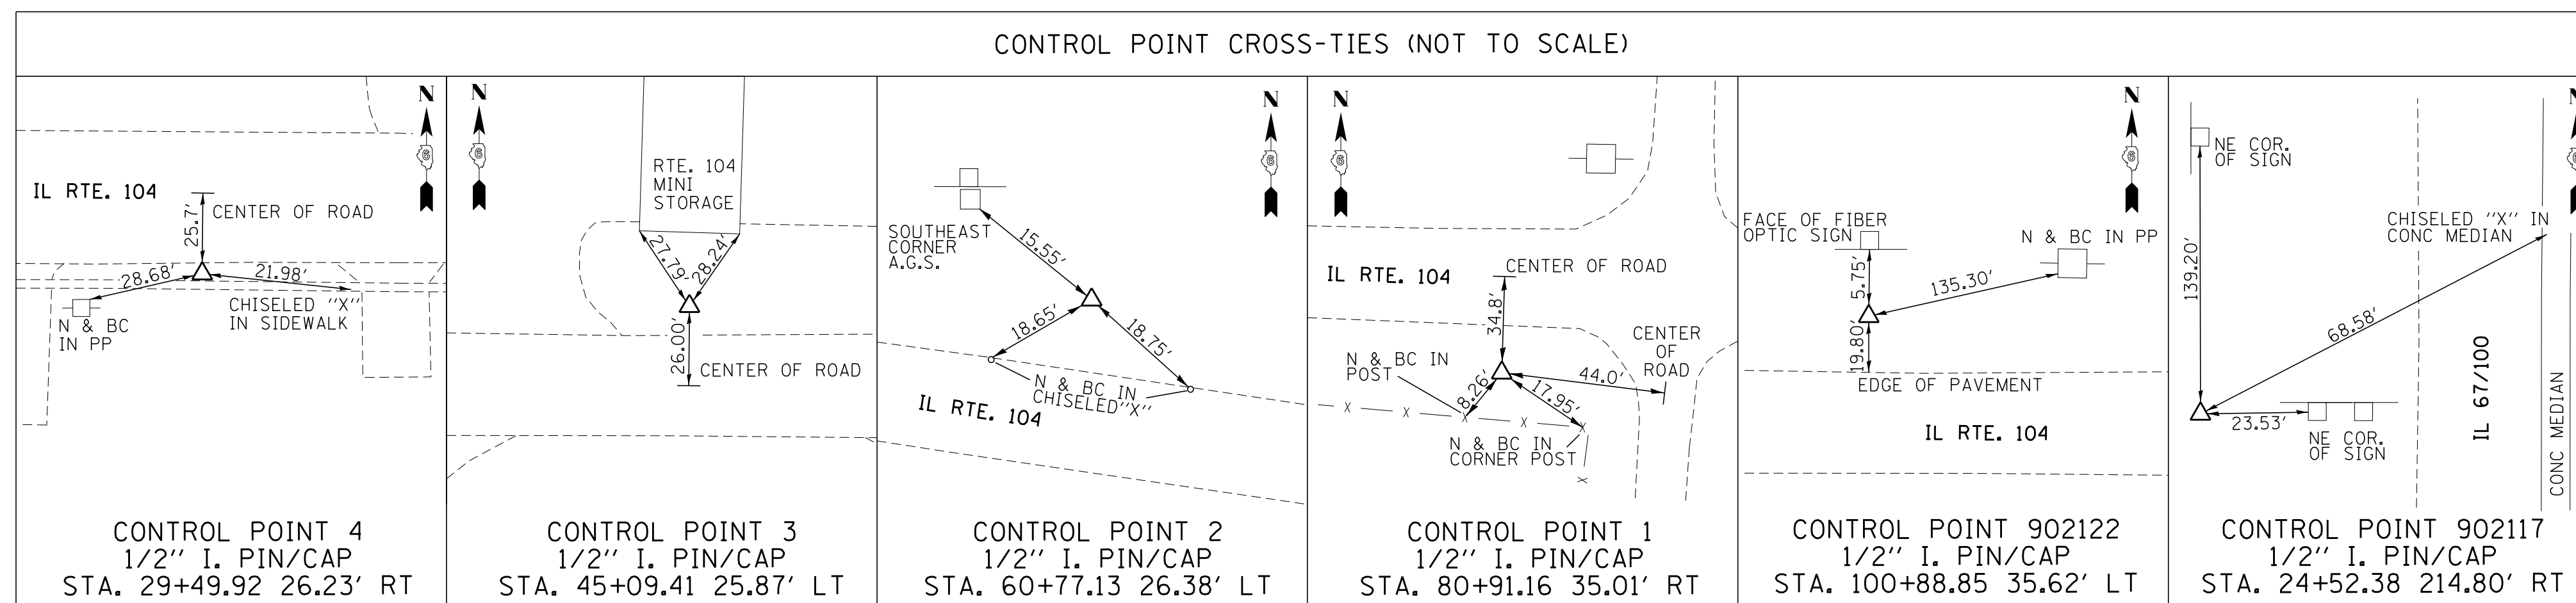 CONTROL POINT CROSS-TIES (NOT TO SCALE)
N
6
IL RTE. 104
25.7'
CENTER OF ROAD
28.68'
21.98'
CHISELED "X"
IN SIDEWALK
N & BC
IN PP
CONTROL POINT 4
1/2" I. PIN/CAP
STA. 29+49.92 26.23' RT
N
6
RTE. 104
MINI
STORAGE
27.79'
28.24'
26.00'
CENTER OF ROAD
CONTROL POINT 3
1/2" I. PIN/CAP
STA. 45+09.41 25.87' LT
N
6
SOUTHEAST
CORNER
A.G.S.
15.55'
18.65'
18.75'
N & BC IN
CHISELED"X"
IL RTE. 104
CONTROL POINT 2
1/2" I. PIN/CAP
STA. 60+77.13 26.38' LT
N
6
IL RTE. 104
CENTER OF ROAD
34.8'
CENTER
OF
ROAD
N & BC IN
POST
44.0'
8.26'
17.95'
X X X X X X
N & BC IN
CORNER POST
CONTROL POINT 1
1/2" I. PIN/CAP
STA. 80+91.16 35.01' RT
N
6
FACE OF FIBER
OPTIC SIGN
N & BC IN PP
5.75'
135.30'
19.80'
EDGE OF PAVEMENT
IL RTE. 104
CONTROL POINT 902122
1/2" I. PIN/CAP
STA. 100+88.85 35.62' LT
NE COR.
OF SIGN
139.20'
CHISELED "X" IN
CONC MEDIAN
68.58'
23.53'
NE COR.
OF SIGN
IL 67/100
CONC MEDIAN
CONTROL POINT 902117
1/2" I. PIN/CAP
STA. 24+52.38 214.80' RT